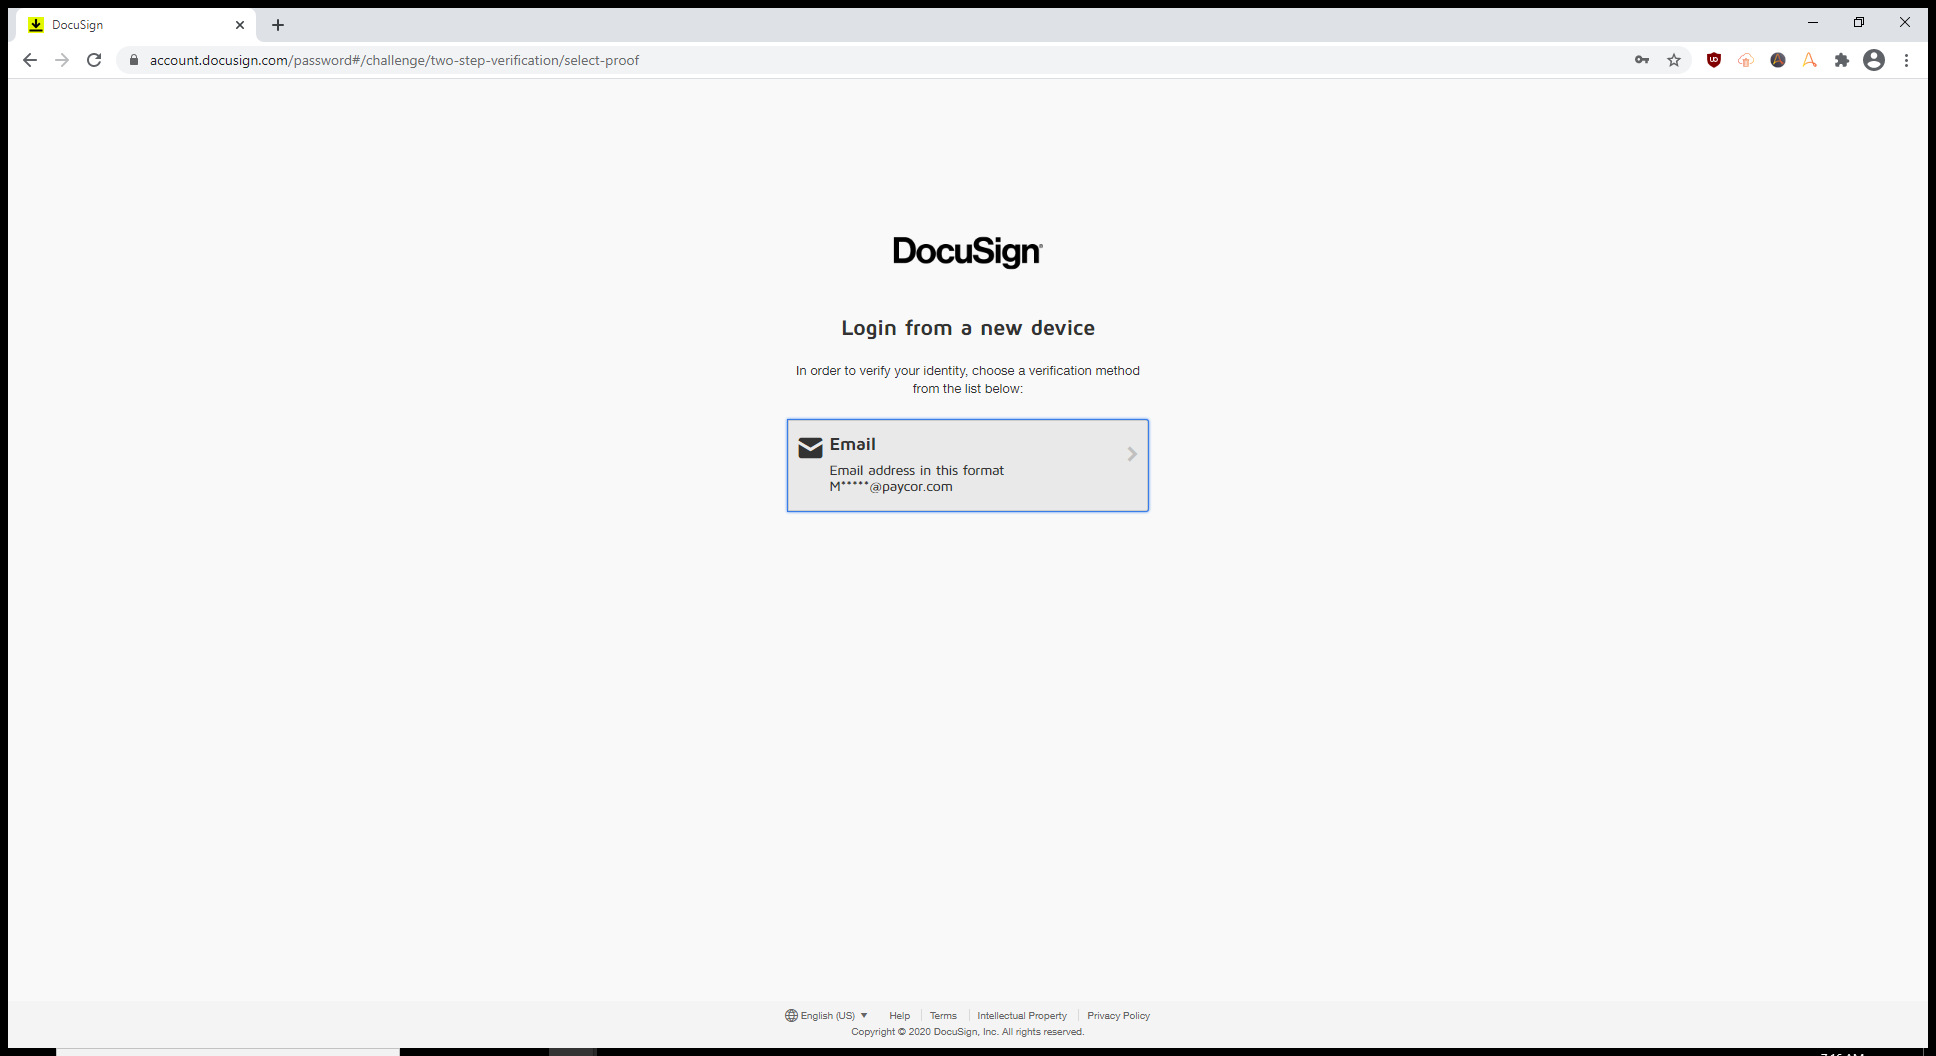 DocuSign
account.docusign.com/password#/challenge/two-step-verification/select-proof
DocuSign
Login from a new device
In order to verify your identity, choose a verification method
from the list below:
Email
Email address in this format
M*****@paycor.com
English (US) Help Terms Intellectual Property Privacy Policy
Copyright © 2020 DocuSign, Inc. All rights reserved.